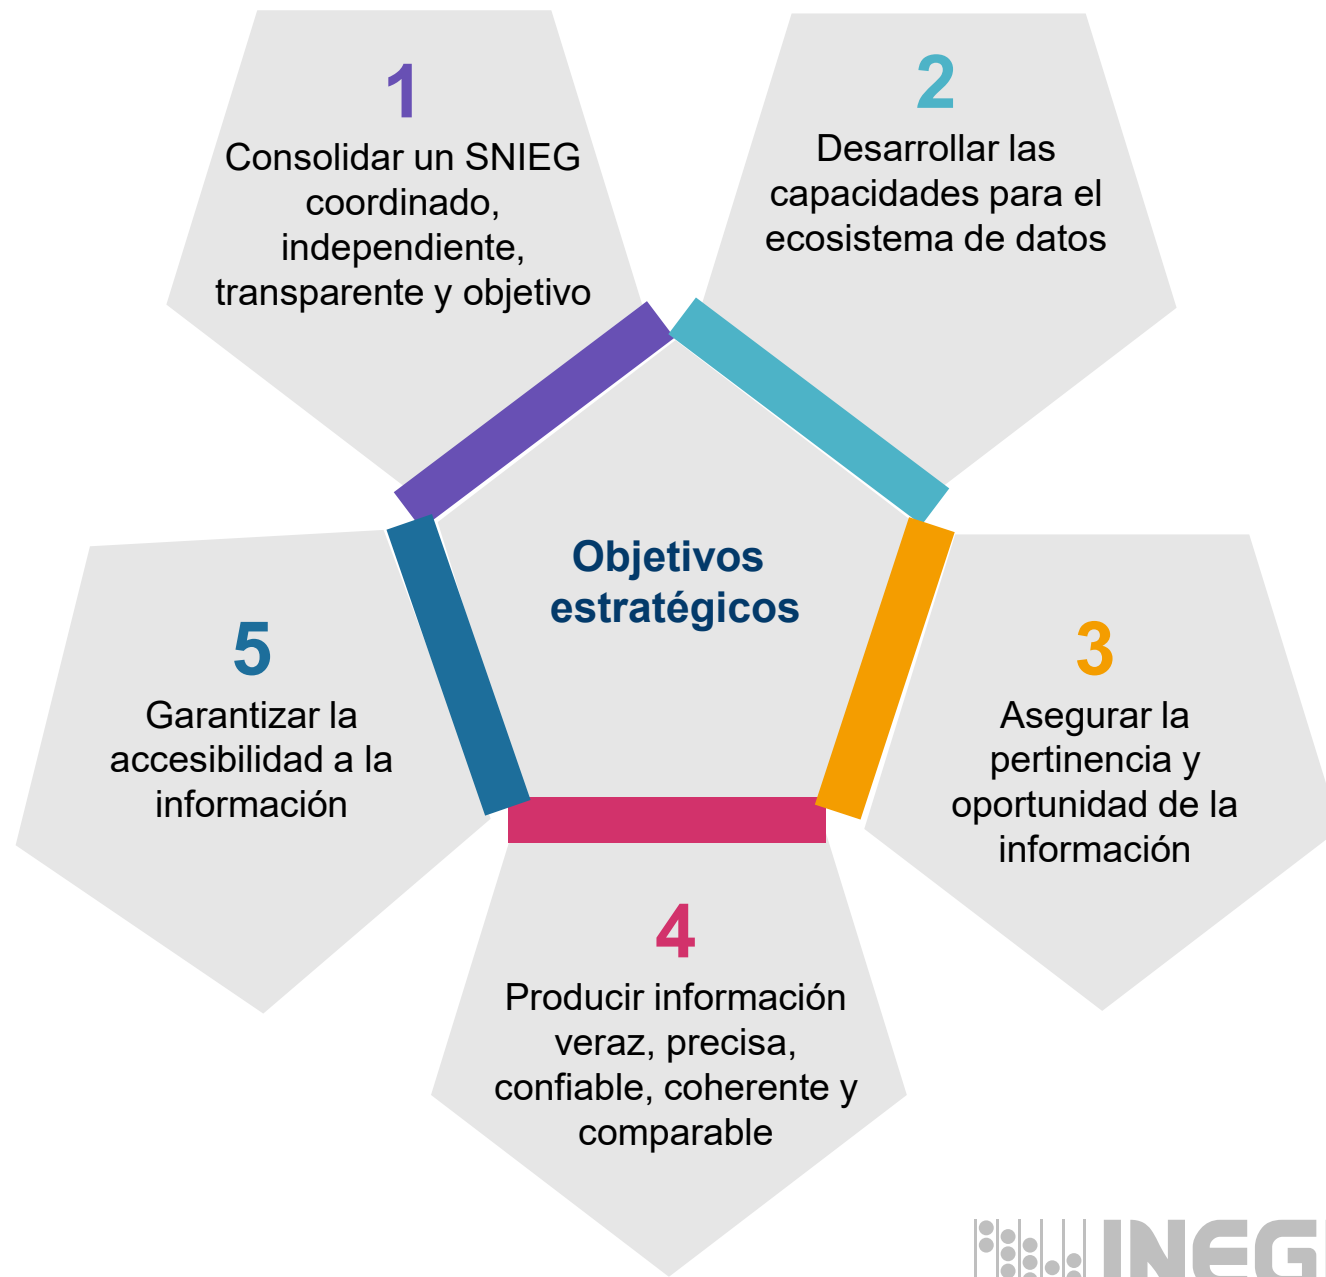 1
Consolidar un SNIEG
coordinado,
independiente,
transparente y objetivo
2
Desarrollar las
capacidades para el
ecosistema de datos
Objetivos
estratégicos
3
Asegurar la
pertinencia y
oportunidad de la
información
4
Producir información
veraz, precisa,
confiable, coherente y
comparable
5
Garantizar la
accesibilidad a la
información
INEG